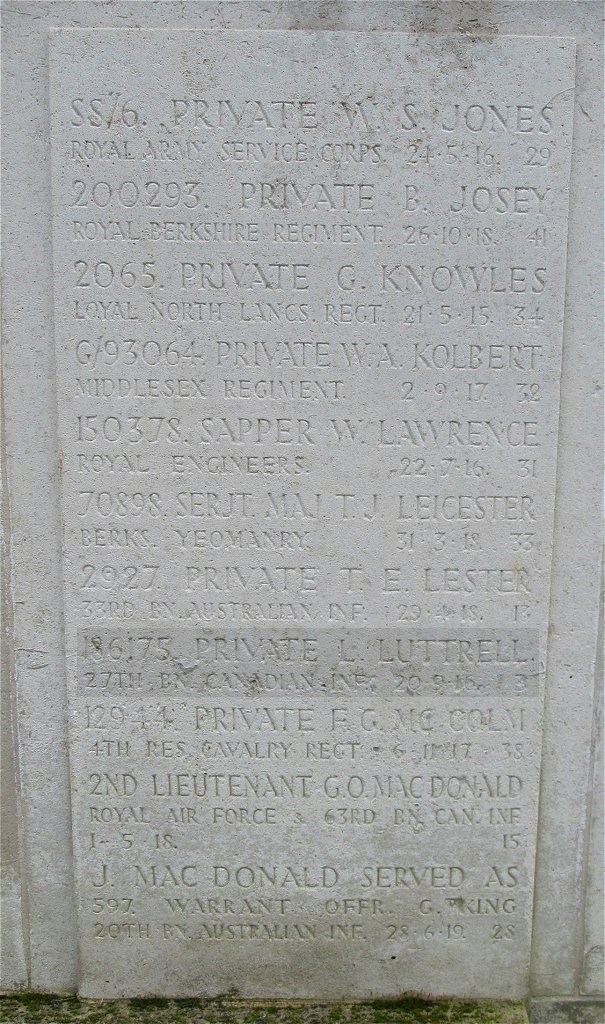 SS/6. PRIVATE W. S. JONES
ROYAL ARMY SERVICE CORPS. 24·5·16. 29
200293. PRIVATE B. JOSEY
ROYAL BERKSHIRE REGIMENT. 26·10·18. 41
2065. PRIVATE G. KNOWLES
LOYAL NORTH LANCS. REGT. 21·5·15. 34
G/93064. PRIVATE W. A. KOLBERT
MIDDLESEX REGIMENT. 2·9·17. 32
150378. SAPPER W. LAWRENCE
ROYAL ENGINEERS. 22·7·16. 31
70898. SERJT. MAJ. T. J. LEICESTER
BERKS. YEOMANRY. 31·3·18. 33
2927. PRIVATE T. E. LESTER
33RD BN. AUSTRALIAN INF. 29·4·18. 13
186175. PRIVATE L. LUTTRELL.
27TH BN. CANADIAN INF. 20·9·16. 3
12944. PRIVATE F. G. MC COLM
4TH RES. CAVALRY REGT. 6·11·17. 38
2ND LIEUTENANT G. O. MAC DONALD
ROYAL AIR FORCE & 63RD BN. CAN. INF.
1·5·18. 15
J. MAC DONALD SERVED AS
597. WARRANT OFFR. G. KING
20TH BN. AUSTRALIAN INF. 28·6·19. 28